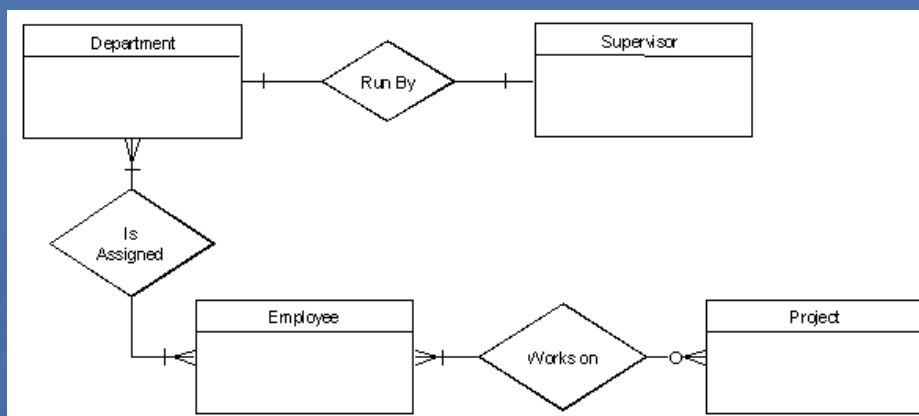 Department
Supervisor
Run By
Is
Assigned
Employee
Project
Works on